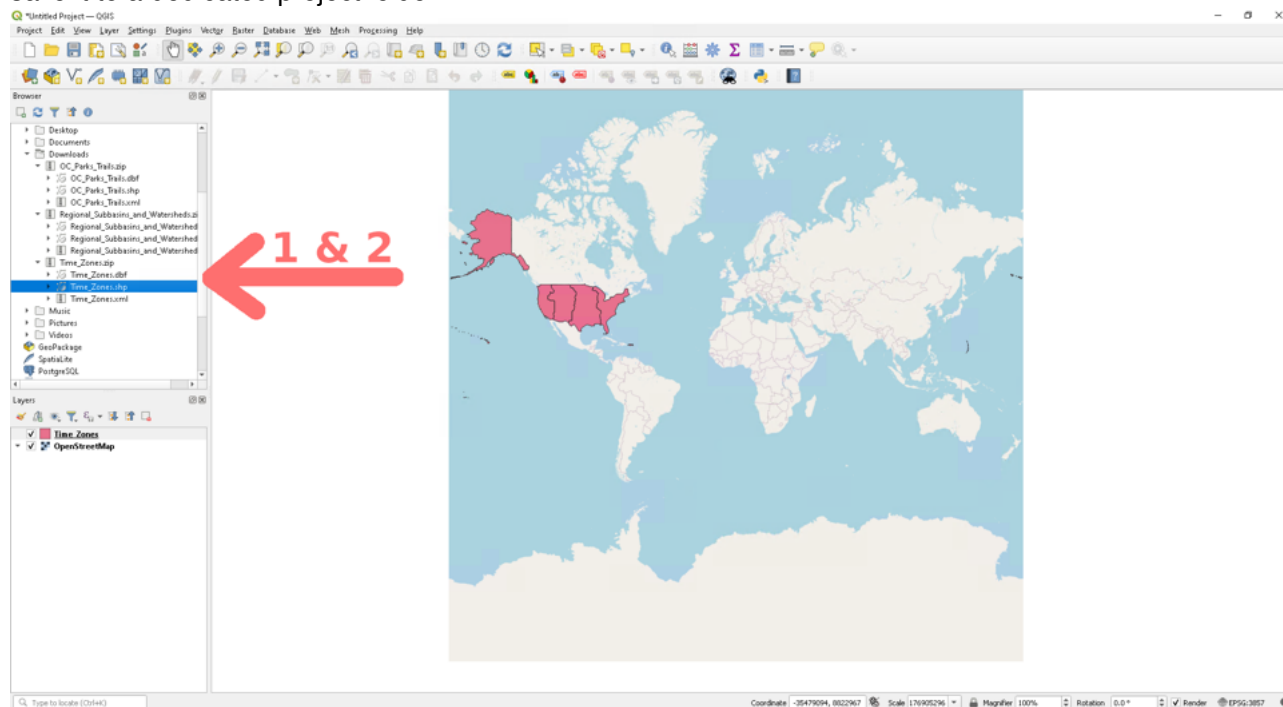 *Untitled Project — QGIS
Project Edit View Layer Settings Plugins Vector Raster Database Web Mesh Processing Help
Browser
Desktop
Documents
Downloads
OC_Parks_Trails.zip
OC_Parks_Trails.dbf
OC_Parks_Trails.shp
OC_Parks_Trails.xml
Regional_Subbasins_and_Watersheds.zi
Regional_Subbasins_and_Watershed
Regional_Subbasins_and_Watershed
Regional_Subbasins_and_Watershed
Time_Zones.zip
Time_Zones.dbf
Time_Zones.shp
Time_Zones.xml
Music
Pictures
Videos
GeoPackage
SpatiaLite
PostgreSQL
1 & 2
Layers
Time_Zones
OpenStreetMap
Type to locate (Ctrl+K)
Coordinate -35479094, 8822967 Scale 176905296 Magnifier 100% Rotation 0.0 ° Render EPSG:3857